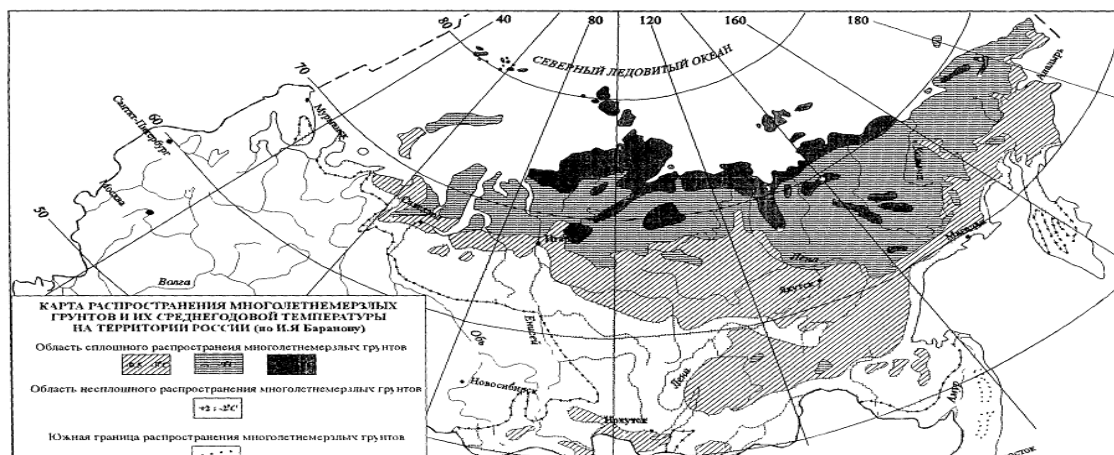 80
40
80
120
160
180
СЕВЕРНЫЙ ЛЕДОВИТЫЙ ОКЕАН
Анадырь
70
Мурманск
60
Санкт-Петербург
Москва
50
Волга
Магадан
Лена
Якутск
Енисей
Обь
Лена
Новосибирск
Амур
КАРТА РАСПРОСТРАНЕНИЯ МНОГОЛЕТНЕМЕРЗЛЫХ
ГРУНТОВ И ИХ СРЕДНЕГОДОВОЙ ТЕМПЕРАТУРЫ
НА ТЕРРИТОРИИ РОССИИ (по И.Я Баранову)
Область сплошного распространеия многолетнемерзлых грунтов
Область несплошного распространения многолетнемерзлых грунтов
+2 ÷ -2°C
Южная граница распространения многолетнемерзлых грунтов